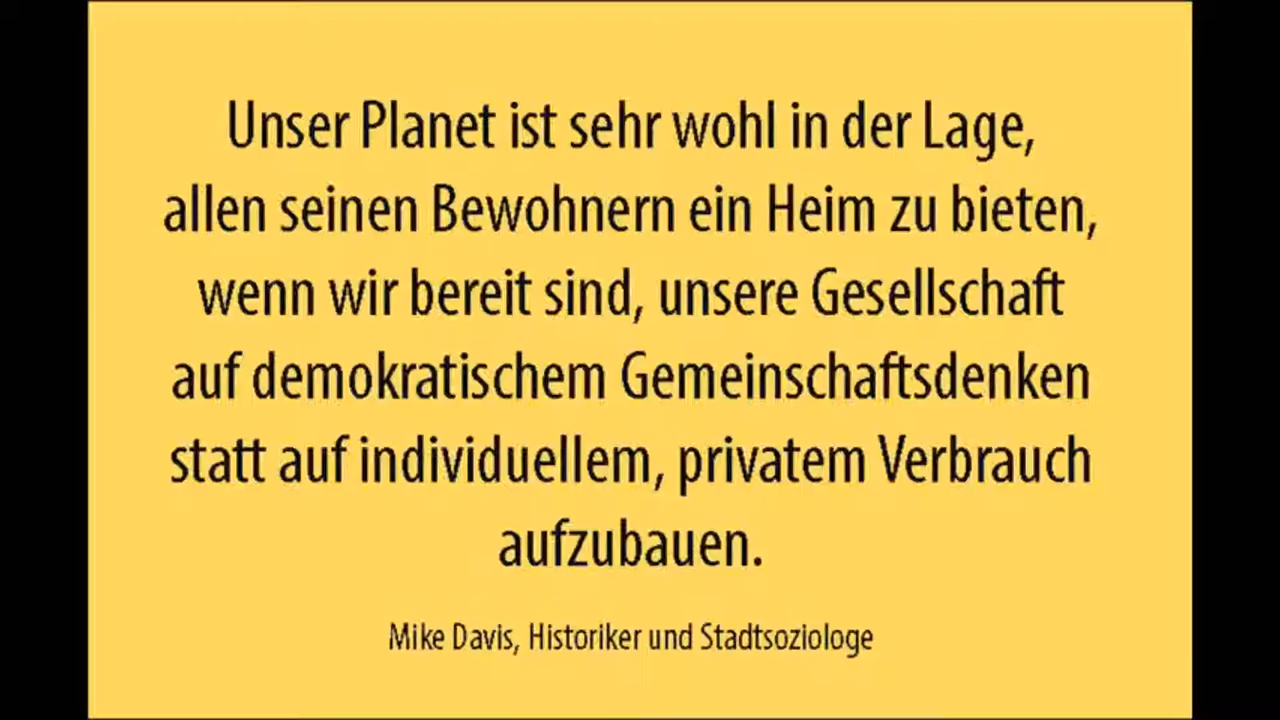 Unser Planet ist sehr wohl in der Lage,
allen seinen Bewohnern ein Heim zu bieten,
wenn wir bereit sind, unsere Gesellschaft
auf demokratischem Gemeinschaftsdenken
statt auf individuellem, privatem Verbrauch
aufzubauen.
Mike Davis, Historiker und Stadtsoziologe